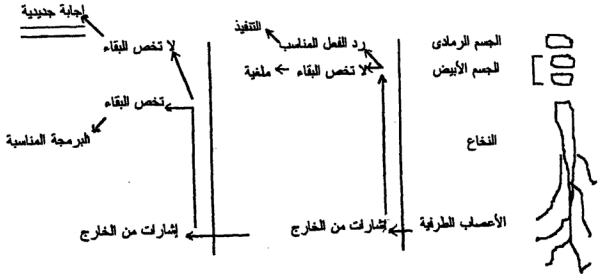 إجابة جديدية
لا تخص البقاء
تخص البقاء
البرمجة المناسبة
إشارات من الخارج
التنفيذ
رد الفعل المناسب
لا تخص البقاء
ملغية
إشارات من الخارج
الجسم الرمادى
الجسم الأبيض
النخاع
الأعصاب الطرفية